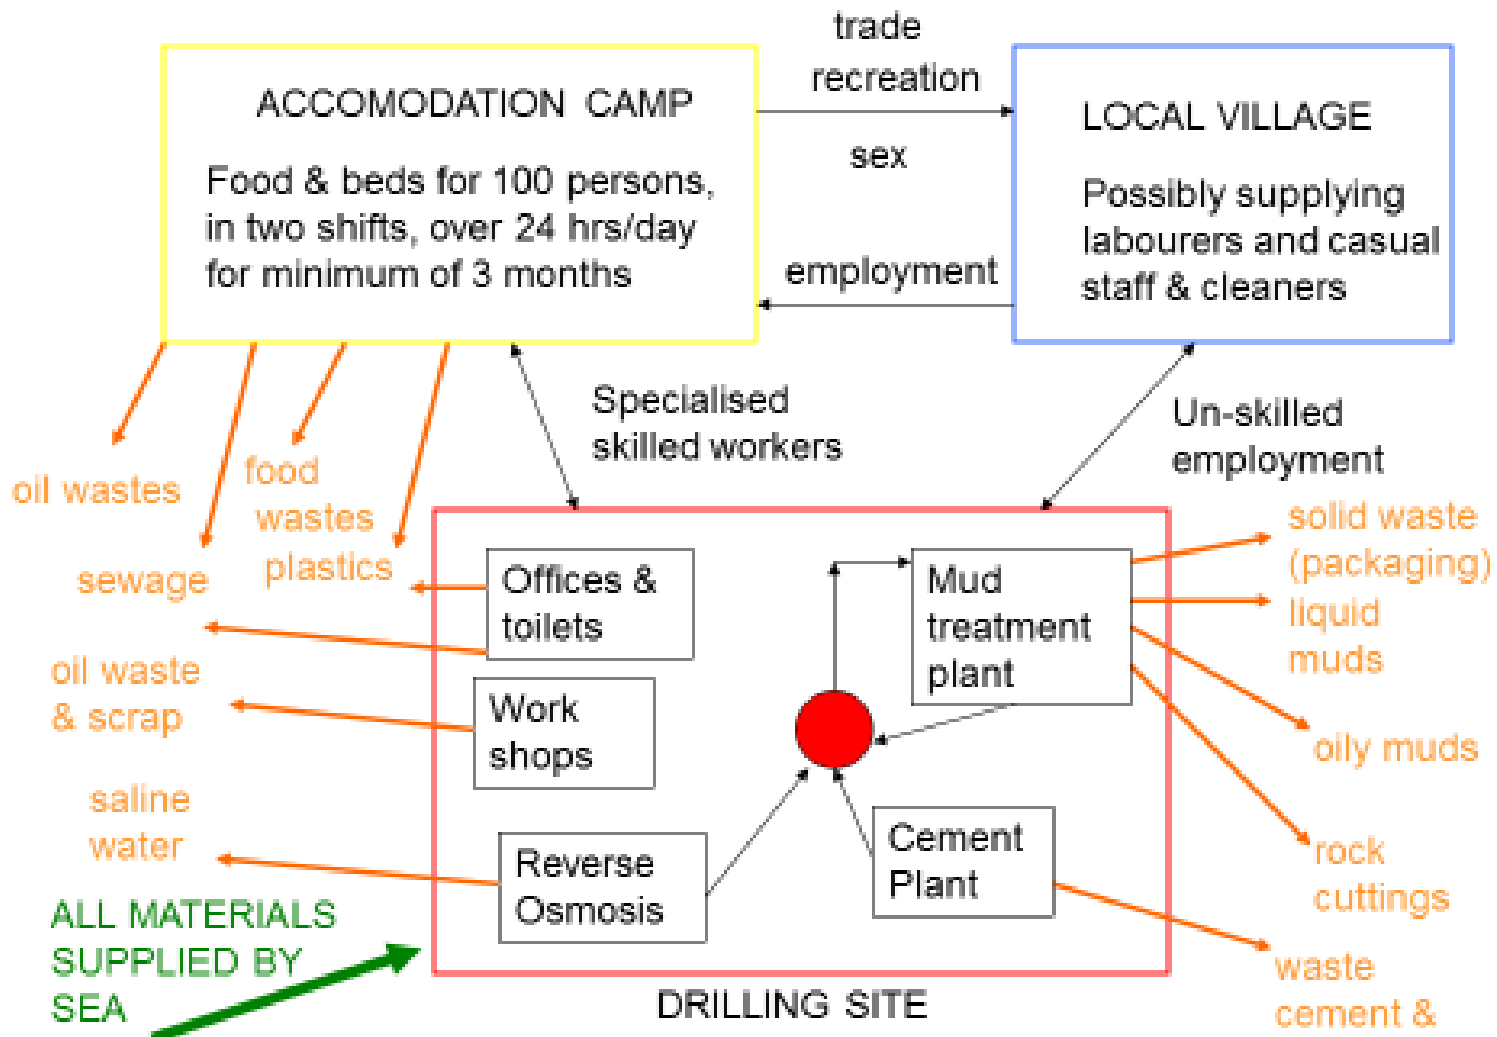 trade
recreation
sex
ACCOMODATION CAMP
Food & beds for 100 persons,
in two shifts, over 24 hrs/day
for minimum of 3 months
LOCAL VILLAGE
Possibly supplying
labourers and casual
staff & cleaners
employment
Specialised
skilled workers
Un-skilled
employment
oil wastes
food
wastes
plastics
sewage
oil waste
& scrap
saline
water
ALL MATERIALS
SUPPLIED BY
SEA
Offices &
toilets
Work
shops
Reverse
Osmosis
Mud
treatment
plant
Cement
Plant
DRILLING SITE
solid waste
(packaging)
liquid
muds
oily muds
rock
cuttings
waste
cement &